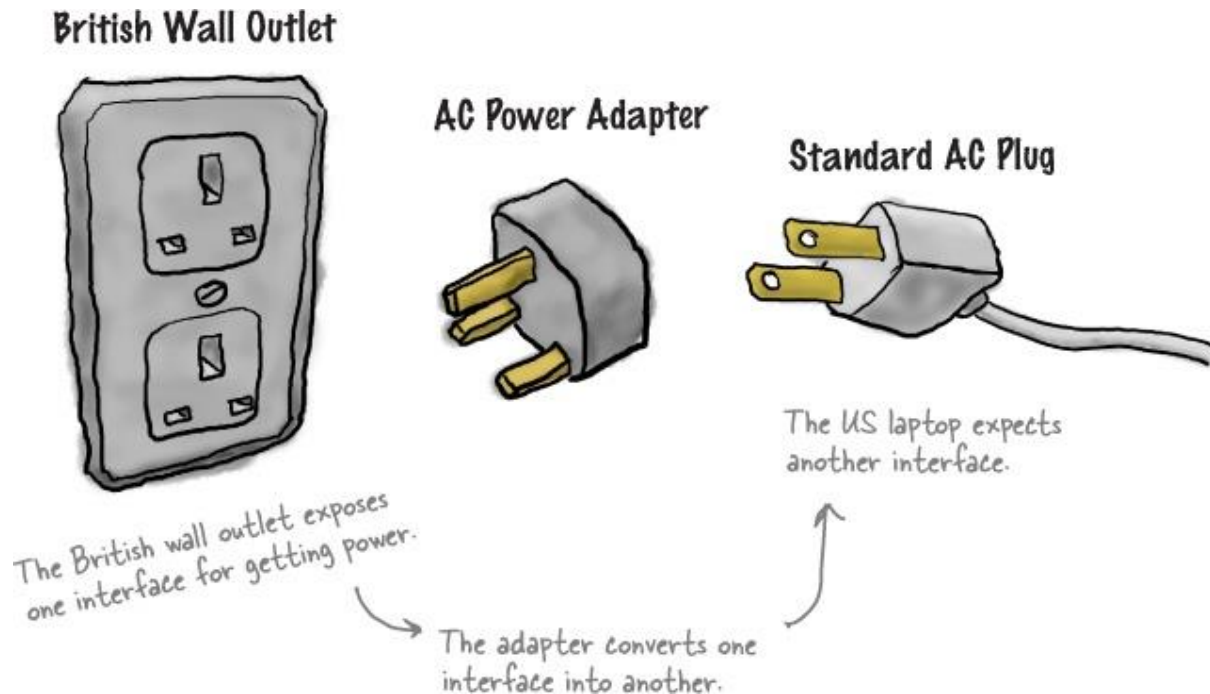 British Wall Outlet
AC Power Adapter
Standard AC Plug
The British wall outlet exposes
one interface for getting power.
The adapter converts one
interface into another.
The US laptop expects
another interface.